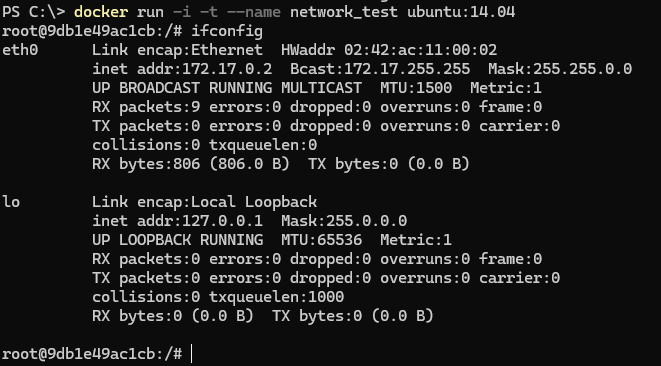 PS C:\> docker run -i -t --name network_test ubuntu:14.04
root@9db1e49ac1cb:/# ifconfig
eth0      Link encap:Ethernet  HWaddr 02:42:ac:11:00:02
          inet addr:172.17.0.2  Bcast:172.17.255.255  Mask:255.255.0.0
          UP BROADCAST RUNNING MULTICAST  MTU:1500  Metric:1
          RX packets:9 errors:0 dropped:0 overruns:0 frame:0
          TX packets:0 errors:0 dropped:0 overruns:0 carrier:0
          collisions:0 txqueuelen:0
          RX bytes:806 (806.0 B)  TX bytes:0 (0.0 B)
lo        Link encap:Local Loopback
          inet addr:127.0.0.1  Mask:255.0.0.0
          UP LOOPBACK RUNNING  MTU:65536  Metric:1
          RX packets:0 errors:0 dropped:0 overruns:0 frame:0
          TX packets:0 errors:0 dropped:0 overruns:0 carrier:0
          collisions:0 txqueuelen:1000
          RX bytes:0 (0.0 B)  TX bytes:0 (0.0 B)
root@9db1e49ac1cb:/#